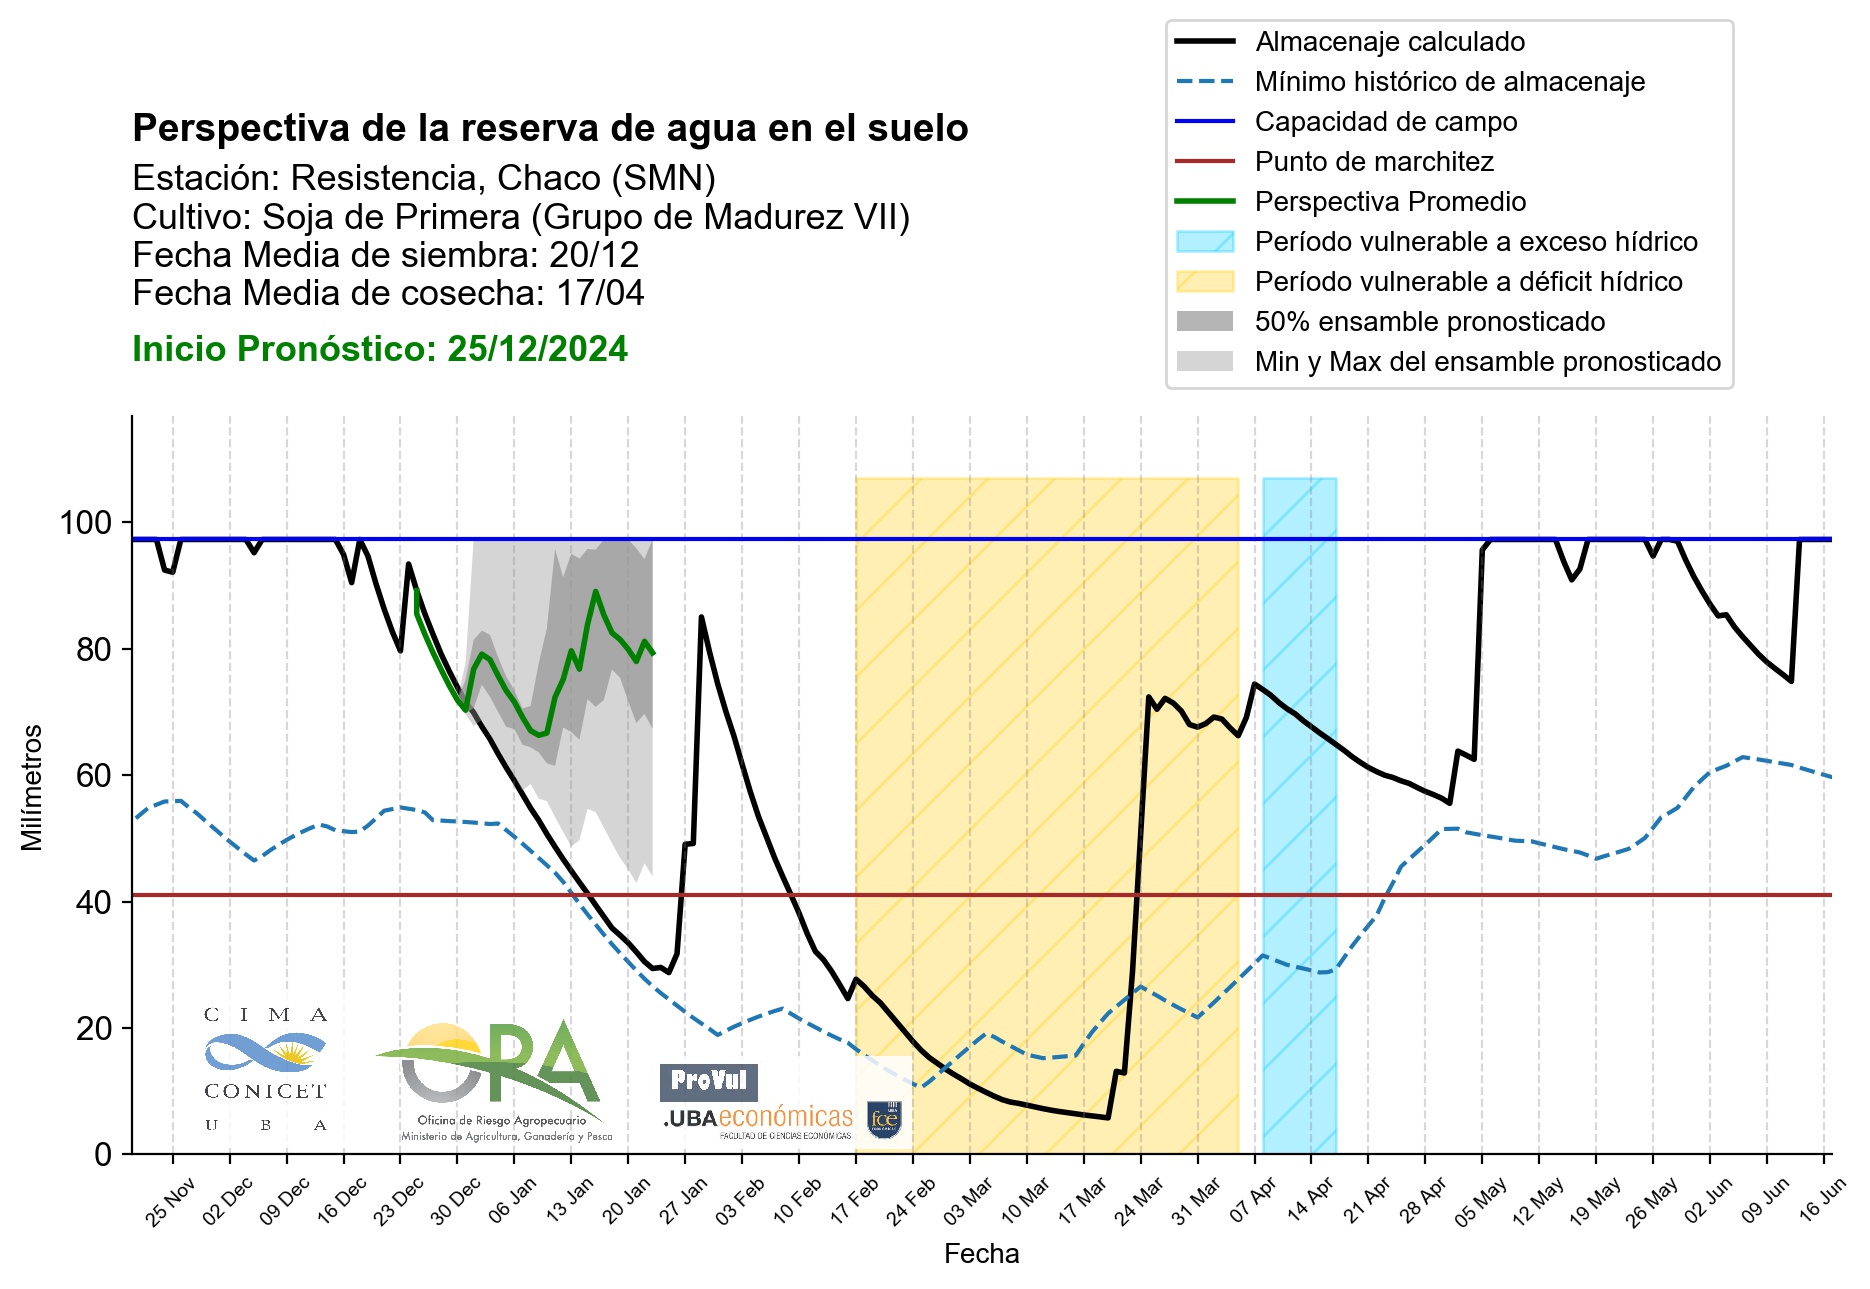 Almacenaje calculado
Mínimo histórico de almacenaje
Capacidad de campo
Punto de marchitez
Perspectiva Promedio
Período vulnerable a exceso hídrico
Período vulnerable a déficit hídrico
50% ensamble pronosticado
Min y Max del ensamble pronosticado
Perspectiva de la reserva de agua en el suelo
Estación: Resistencia, Chaco (SMN)
Cultivo: Soja de Primera (Grupo de Madurez VII)
Fecha Media de siembra: 20/12
Fecha Media de cosecha: 17/04
Inicio Pronóstico: 25/12/2024
Milímetros
100
80
60
40
20
0
CIMA
CONICET
UBA
ORA
Oficina de Riesgo Agropecuario
Ministerio de Agricultura, Ganadería y Pesca
ProVul
.UBAeconómicas
FACULTAD DE CIENCIAS ECONÓMICAS
UBA
fce
ECONÓMICAS
25 Nov
02 Dec
09 Dec
16 Dec
23 Dec
30 Dec
06 Jan
13 Jan
20 Jan
27 Jan
03 Feb
10 Feb
17 Feb
24 Feb
03 Mar
10 Mar
17 Mar
24 Mar
31 Mar
07 Apr
14 Apr
21 Apr
28 Apr
05 May
12 May
19 May
26 May
02 Jun
09 Jun
16 Jun
Fecha